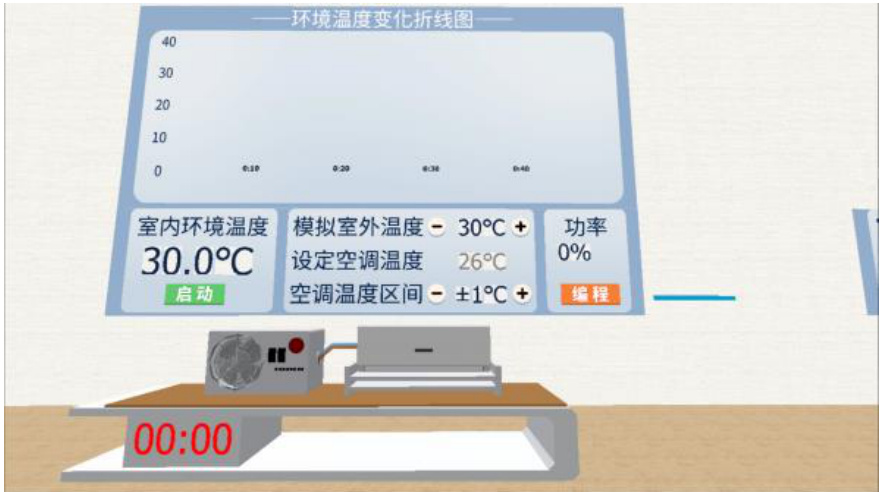 环境温度变化折线图
40
30
20
10
0
0:10 0:20 0:30 0:40
室内环境温度
30.0℃
启动
模拟室外温度 - 30℃ +
设定空调温度 26℃
空调温度区间 - ±1℃ +
功率
0%
编程
00:00